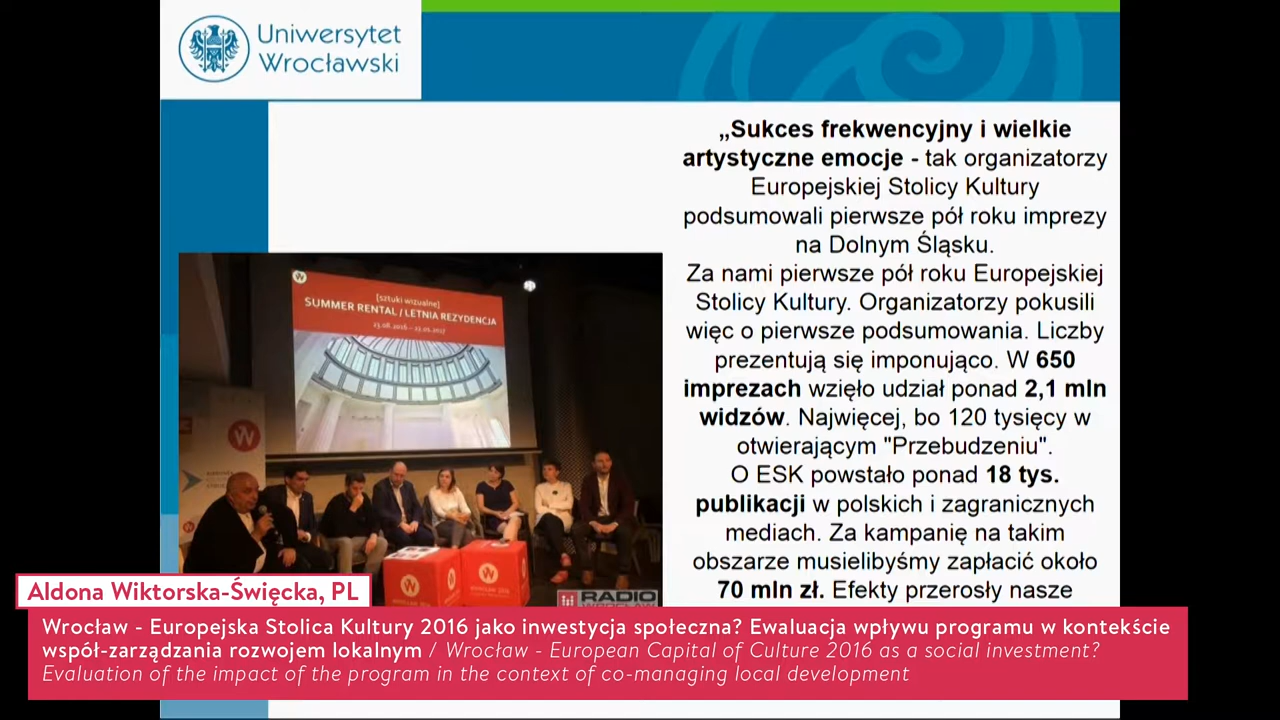 Uniwersytet
Wrocławski
„Sukces frekwencyjny i wielkie
artystyczne emocje - tak organizatorzy
Europejskiej Stolicy Kultury
podsumowali pierwsze pół roku imprezy
na Dolnym Śląsku.
Za nami pierwsze pół roku Europejskiej
Stolicy Kultury. Organizatorzy pokusili
więc o pierwsze podsumowania. Liczby
prezentują się imponująco. W 650
imprezach wzięło udział ponad 2,1 mln
widzów. Najwięcej, bo 120 tysięcy w
otwierającym "Przebudzeniu".
O ESK powstało ponad 18 tys.
publikacji w polskich i zagranicznych
mediach. Za kampanię na takim
obszarze musielibyśmy zapłacić około
70 mln zł. Efekty przerosły nasze
[sztuki wizualne]
SUMMER RENTAL / LETNIA REZYDENCJA
RADIO
Aldona Wiktorska-Święcka, PL
Wrocław - Europejska Stolica Kultury 2016 jako inwestycja społeczna? Ewaluacja wpływu programu w kontekście
współ-zarządzania rozwojem lokalnym / Wrocław - European Capital of Culture 2016 as a social investment?
Evaluation of the impact of the program in the context of co-managing local development